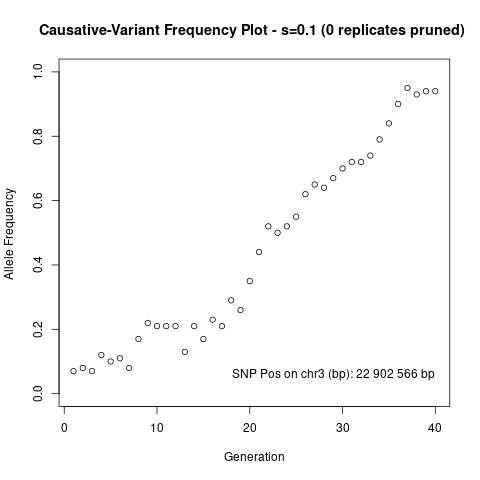 Causative-Variant Frequency Plot - s=0.1 (0 replicates pruned)
Allele Frequency
1.0
0.8
0.6
0.4
0.2
0.0
SNP Pos on chr3 (bp): 22 902 566 bp
0 10 20 30 40
Generation